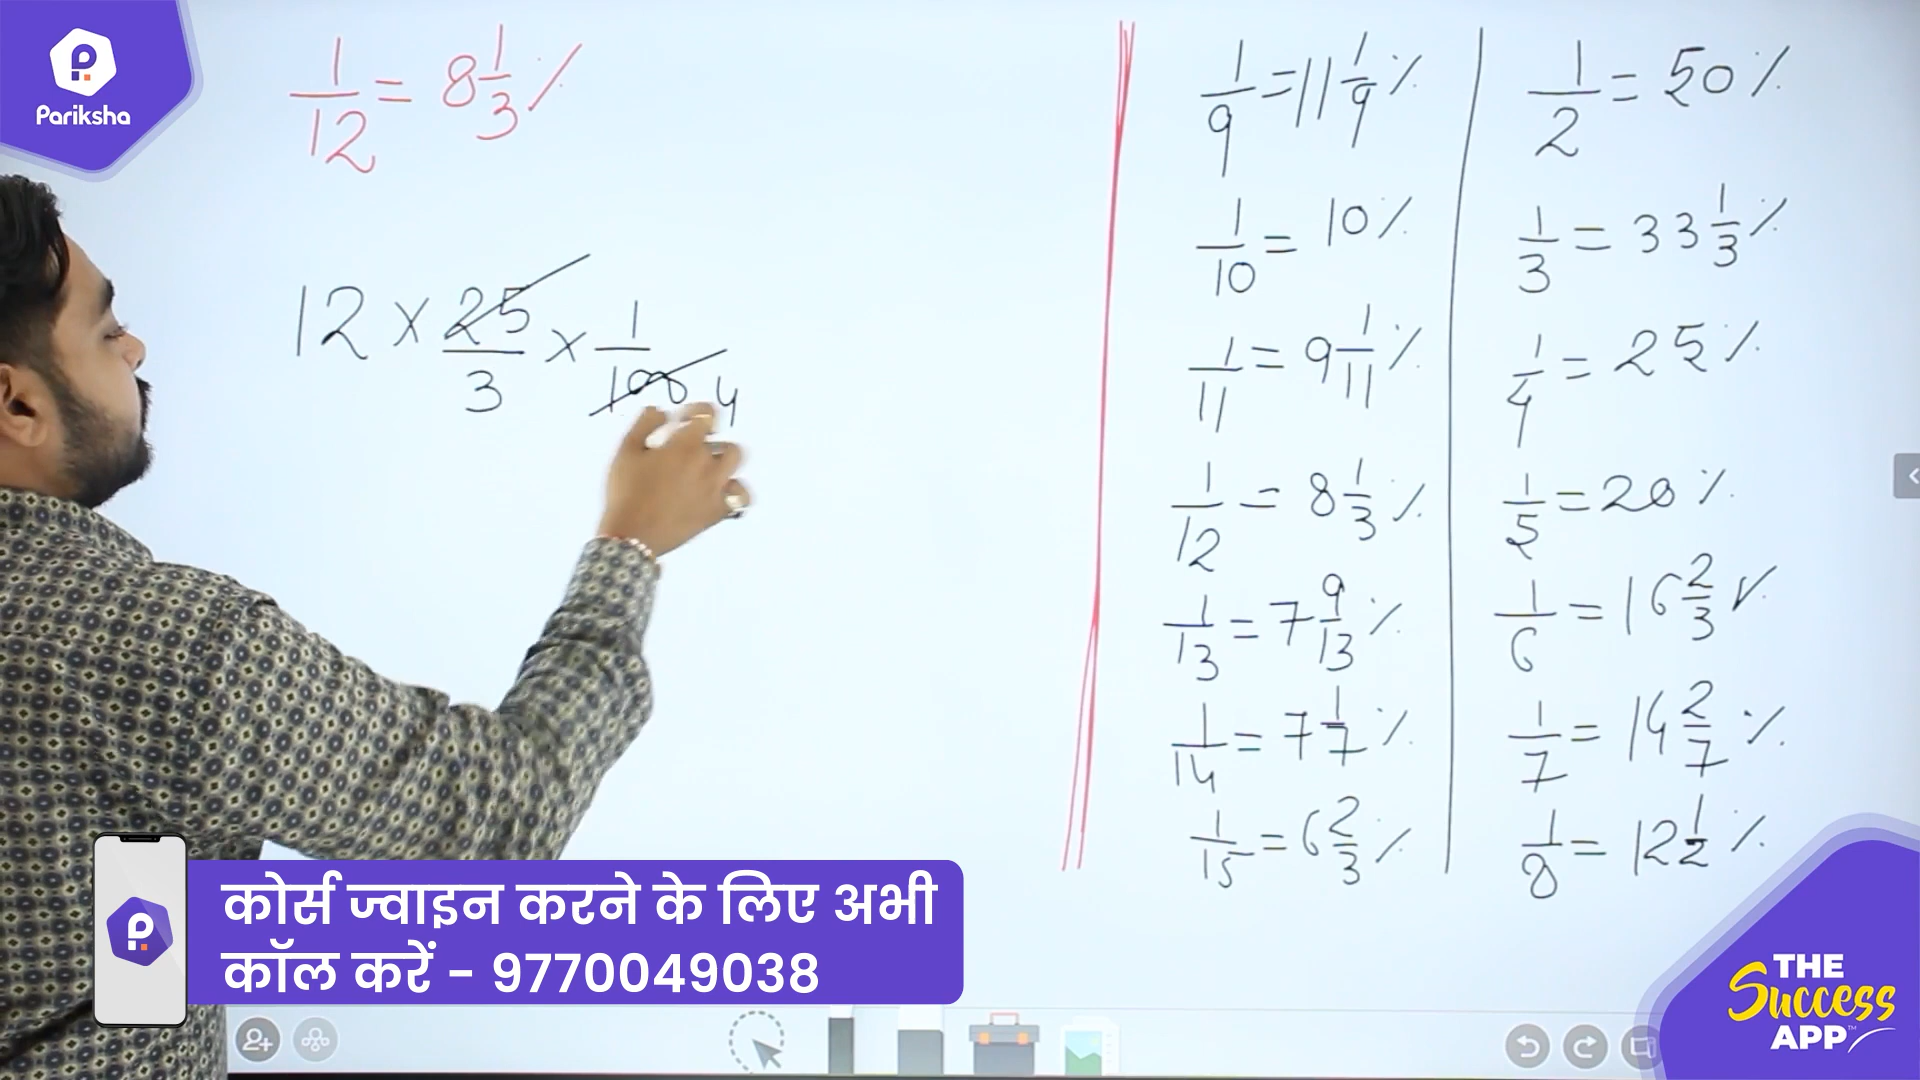 Pariksha
1/12 = 8 1/3 %
12 × 25/3 × 1/100 4
1/9 = 11 1/9 %
1/10 = 10 %
1/11 = 9 1/11 %
1/12 = 8 1/3 %
1/13 = 7 9/13 %
1/14 = 7 1/7 %
1/15 = 6 2/3 %
1/2 = 50 %
1/3 = 33 1/3 %
1/4 = 25 %
1/5 = 20 %
1/6 = 16 2/3 %
1/7 = 14 2/7 %
1/8 = 12 1/2 %
कोर्स ज्वाइन करने के लिए अभी
कॉल करें - 9770049038
THE
Success
APP™